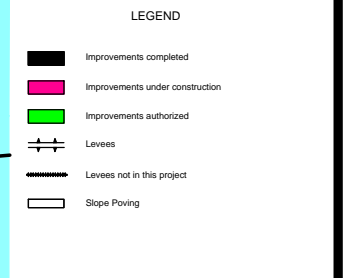 LEGEND
Improvements completed
Improvements under construction
Improvements authorized
Levees
Levees not in this project
Slope Poving